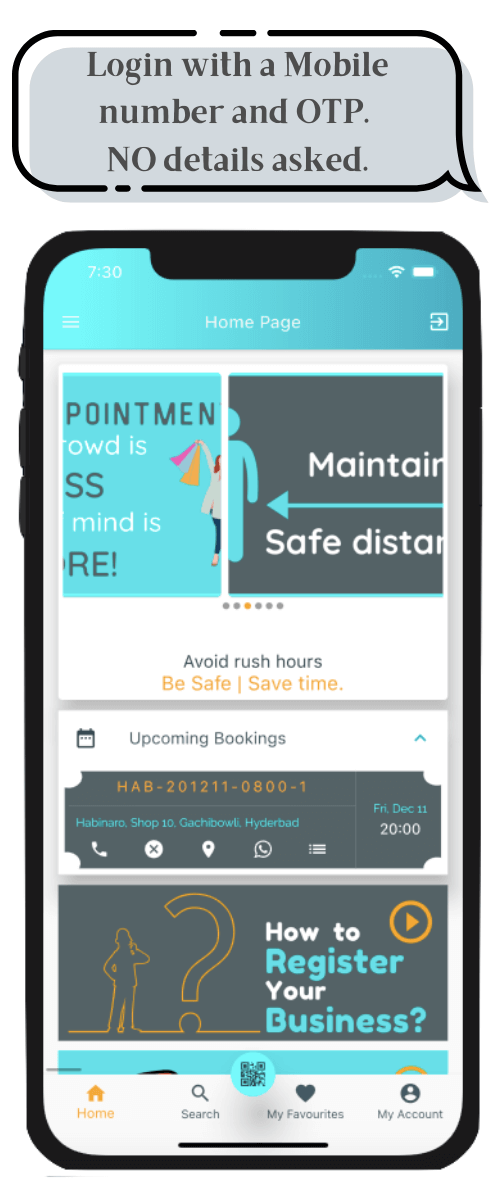 Login with a Mobile
number and OTP.
NO details asked.
7:30
Home Page
POINTMEN
rowd is
SS
mind is
RE!
Maintain
Safe distan
Avoid rush hours
Be Safe | Save time.
Upcoming Bookings
HAB-201211-0800-1
Habinaro, Shop 10, Gachibowli, Hyderbad
Fri, Dec 11
20:00
How to
Register
Your
Business?
Home
Search
My Favourites
My Account